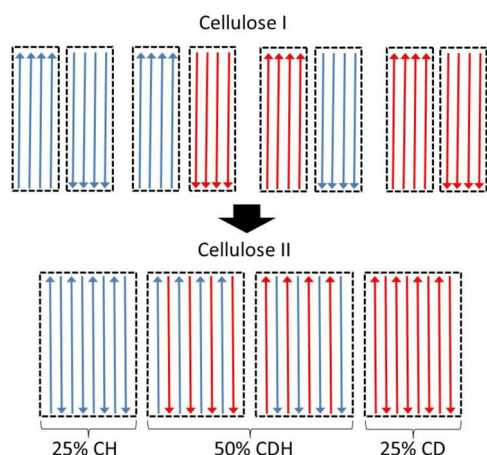 Cellulose I
Cellulose II
25% CH
50% CDH
25% CD